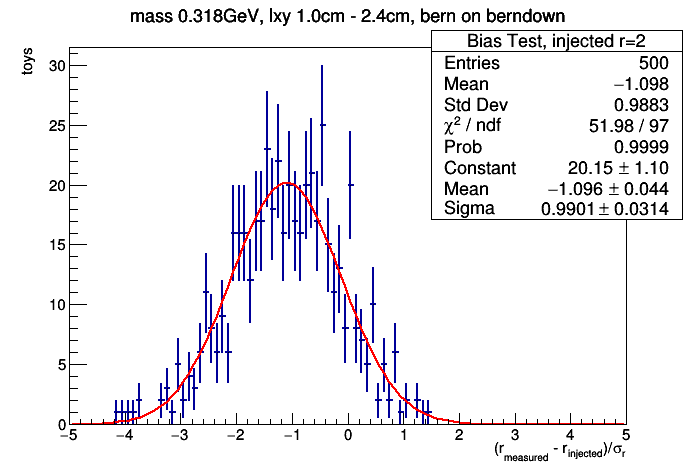 mass 0.318GeV, lxy 1.0cm - 2.4cm, bern on berndown
toys
Bias Test, injected r=2
Entries 500
Mean −1.098
Std Dev 0.9883
χ² / ndf 51.98 / 97
Prob 0.9999
Constant 20.15 ± 1.10
Mean −1.096 ± 0.044
Sigma 0.9901 ± 0.0314
30
25
20
15
10
5
0
−5 −4 −3 −2 −1 0 1 2 3 4 5
(r_measured - r_injected)/σ_r